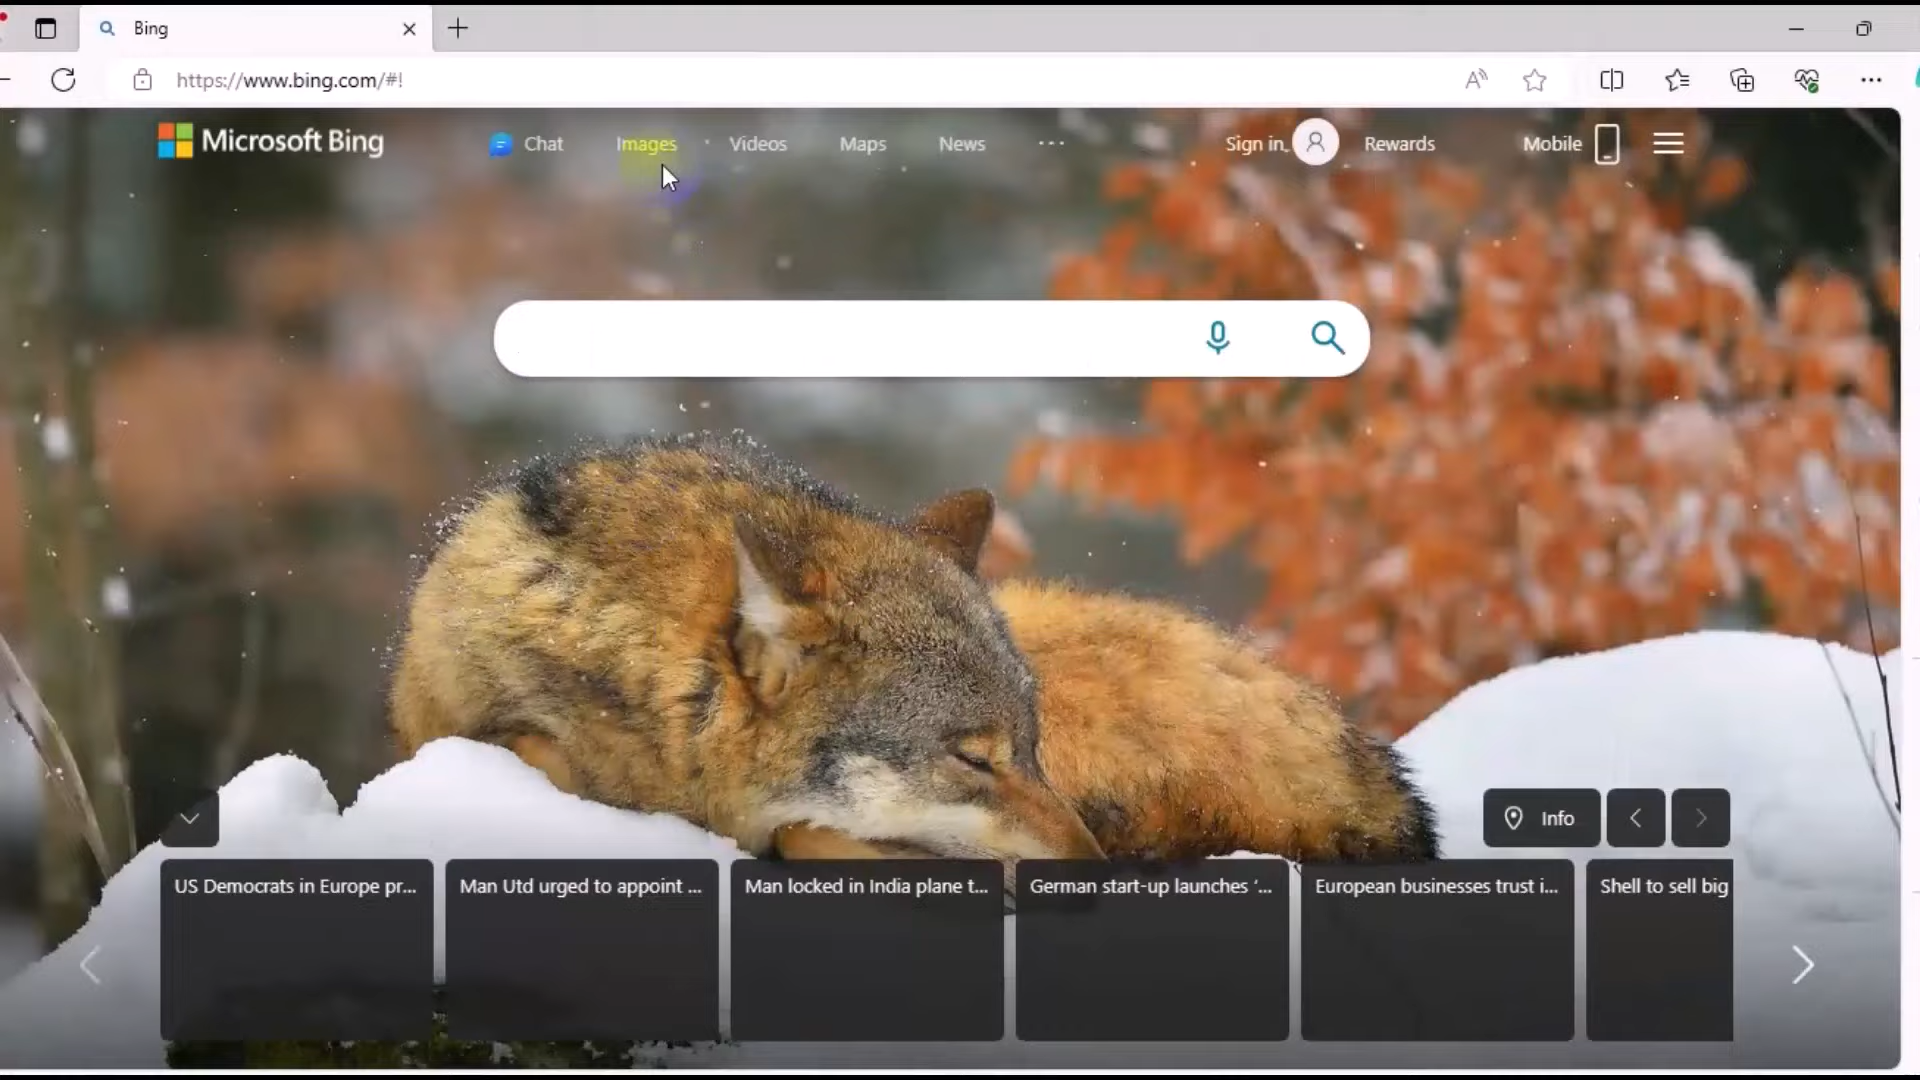 Bing
https://www.bing.com/#!
Microsoft Bing
Chat
Images
Videos
Maps
News
Sign in
Rewards
Mobile
Info
US Democrats in Europe pr...
Man Utd urged to appoint ...
Man locked in India plane t...
German start-up launches ‘...
European businesses trust i...
Shell to sell big